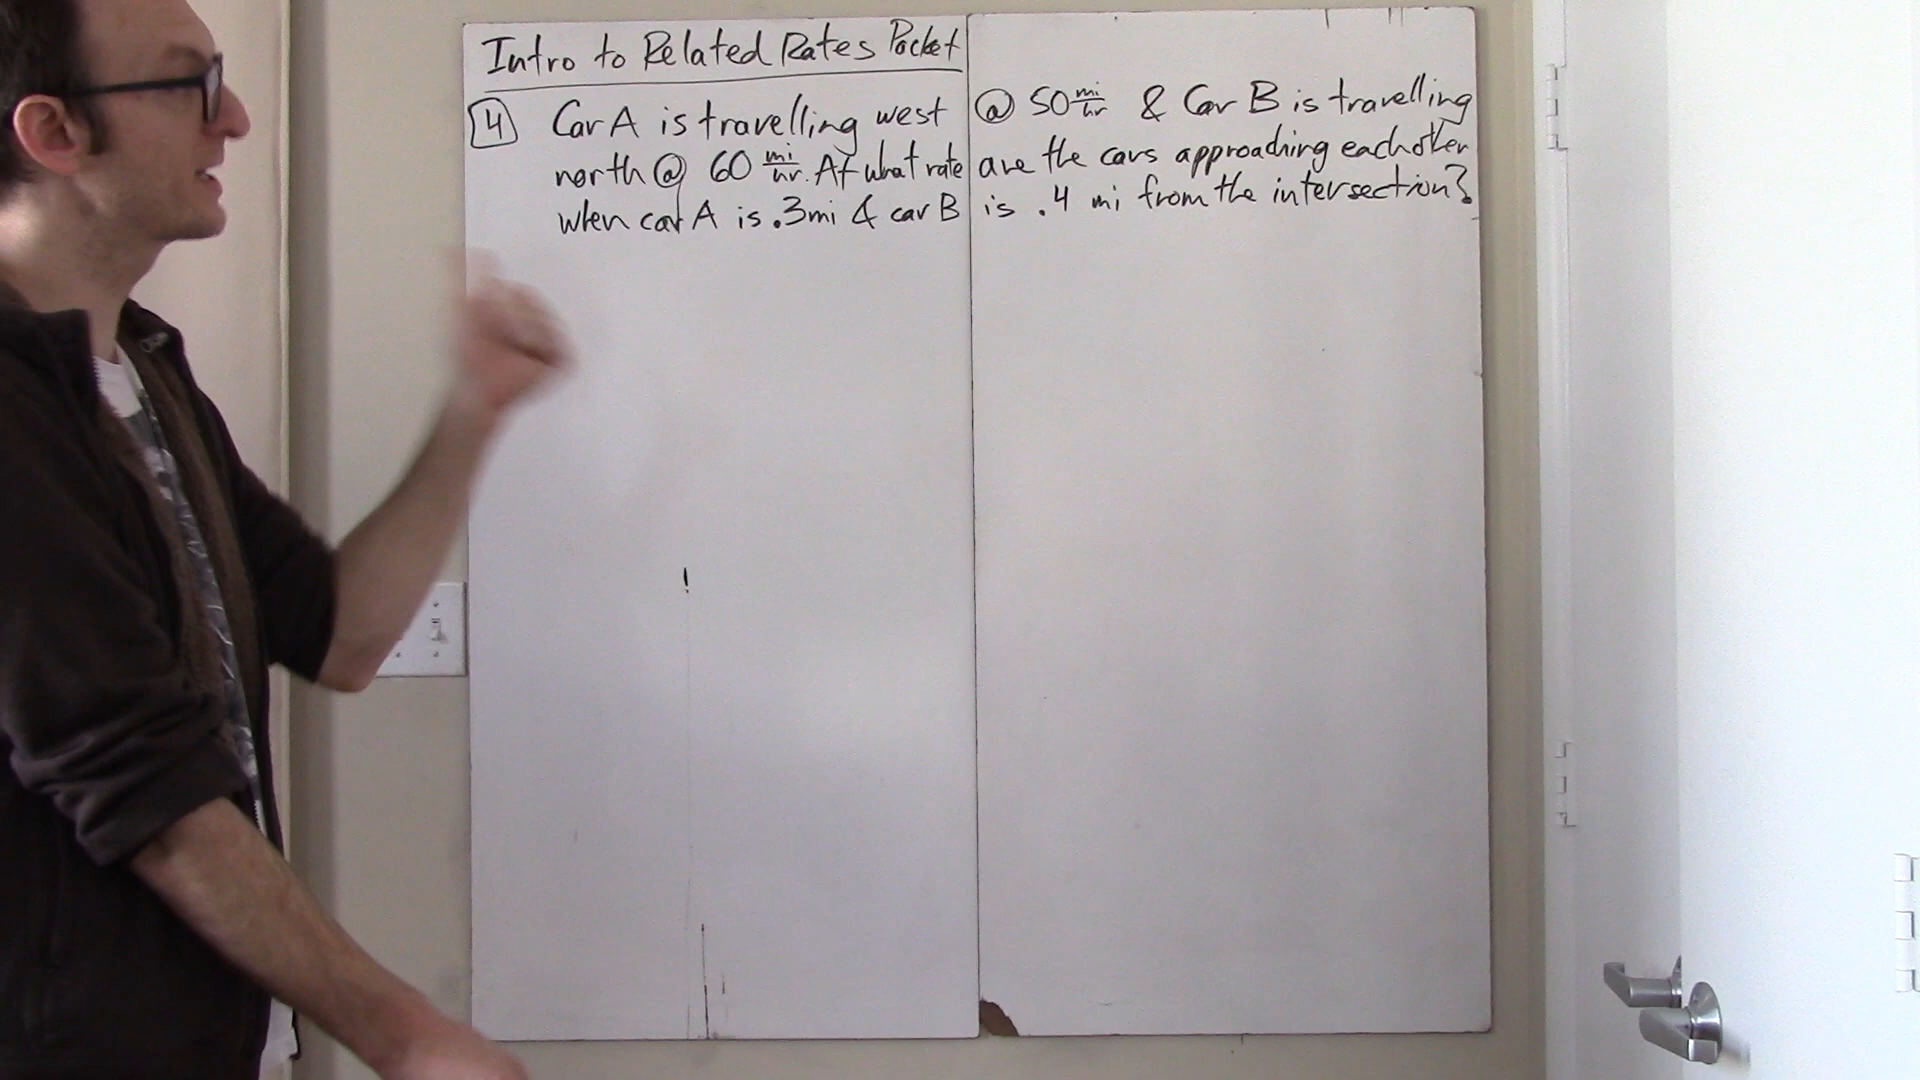 Intro to Related Rates Packet
4 Car A is travelling west @ 50 mi/hr & Car B is travelling
north @ 60 mi/hr. At what rate are the cars approaching eachother
when car A is .3mi & car B is .4 mi from the intersection?